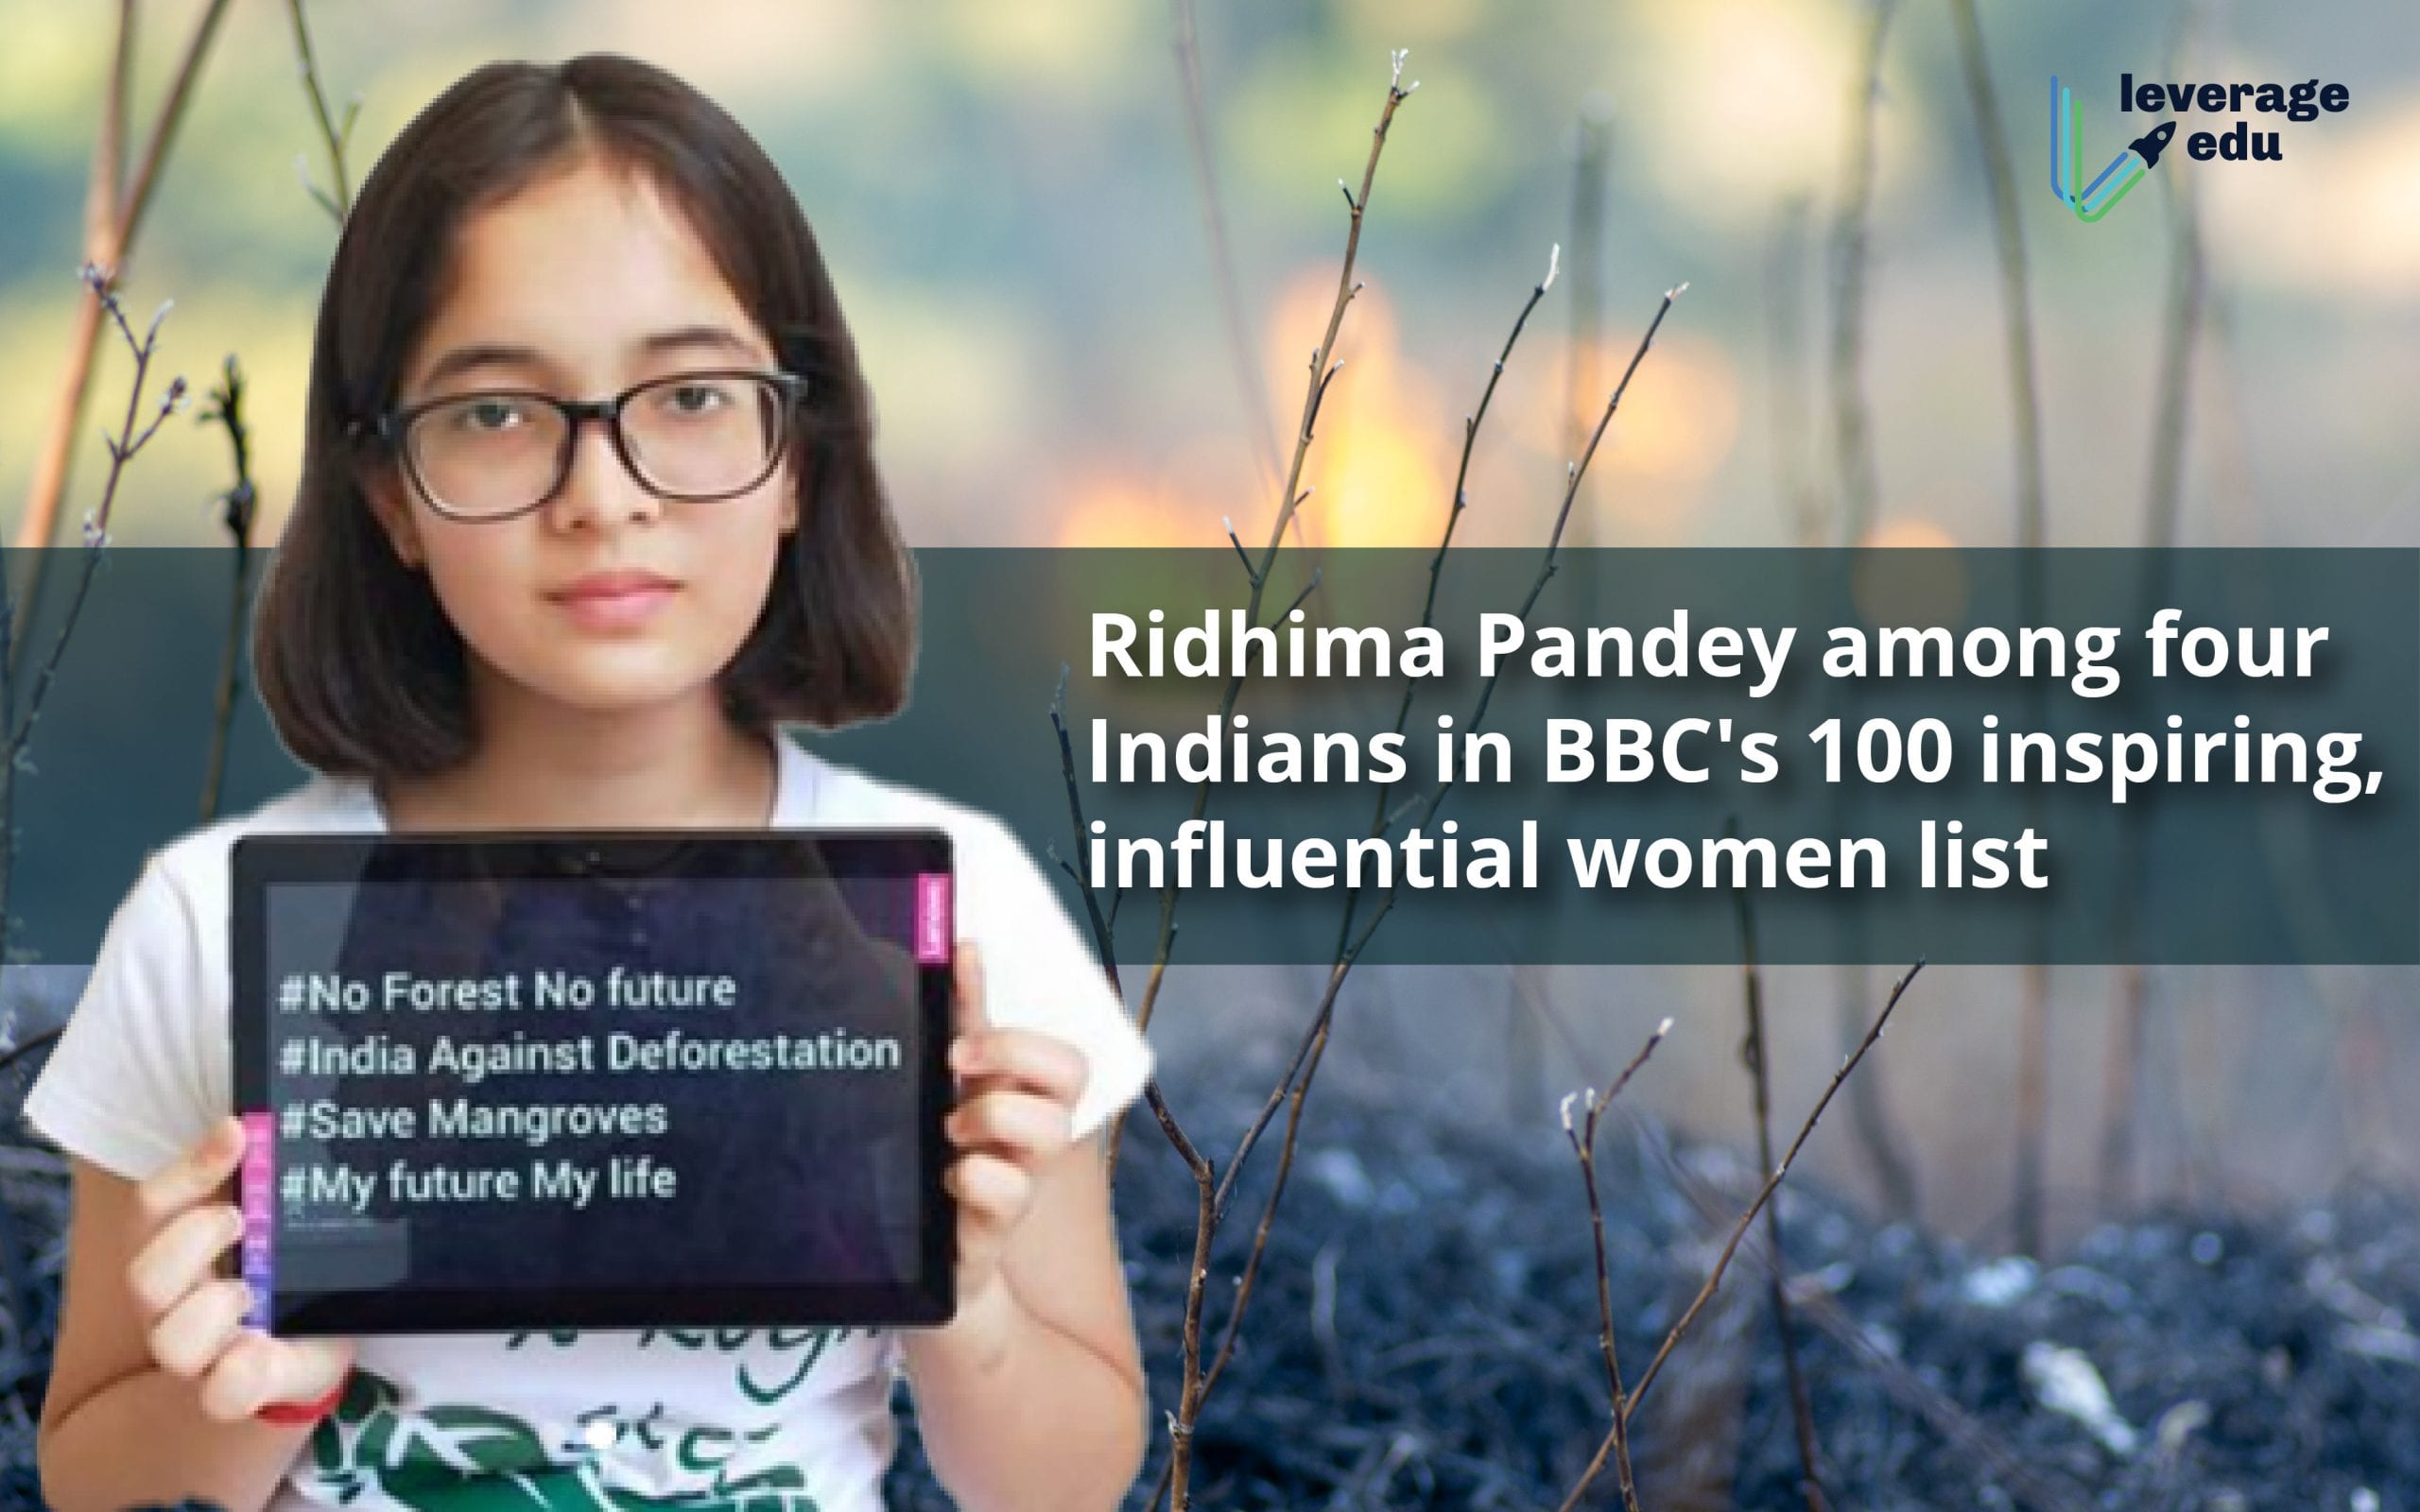 leverage
edu
Ridhima Pandey among four
Indians in BBC's 100 inspiring,
influential women list
Lenovo
#No Forest No future
#India Against Deforestation
#Save Mangroves
#My future My life